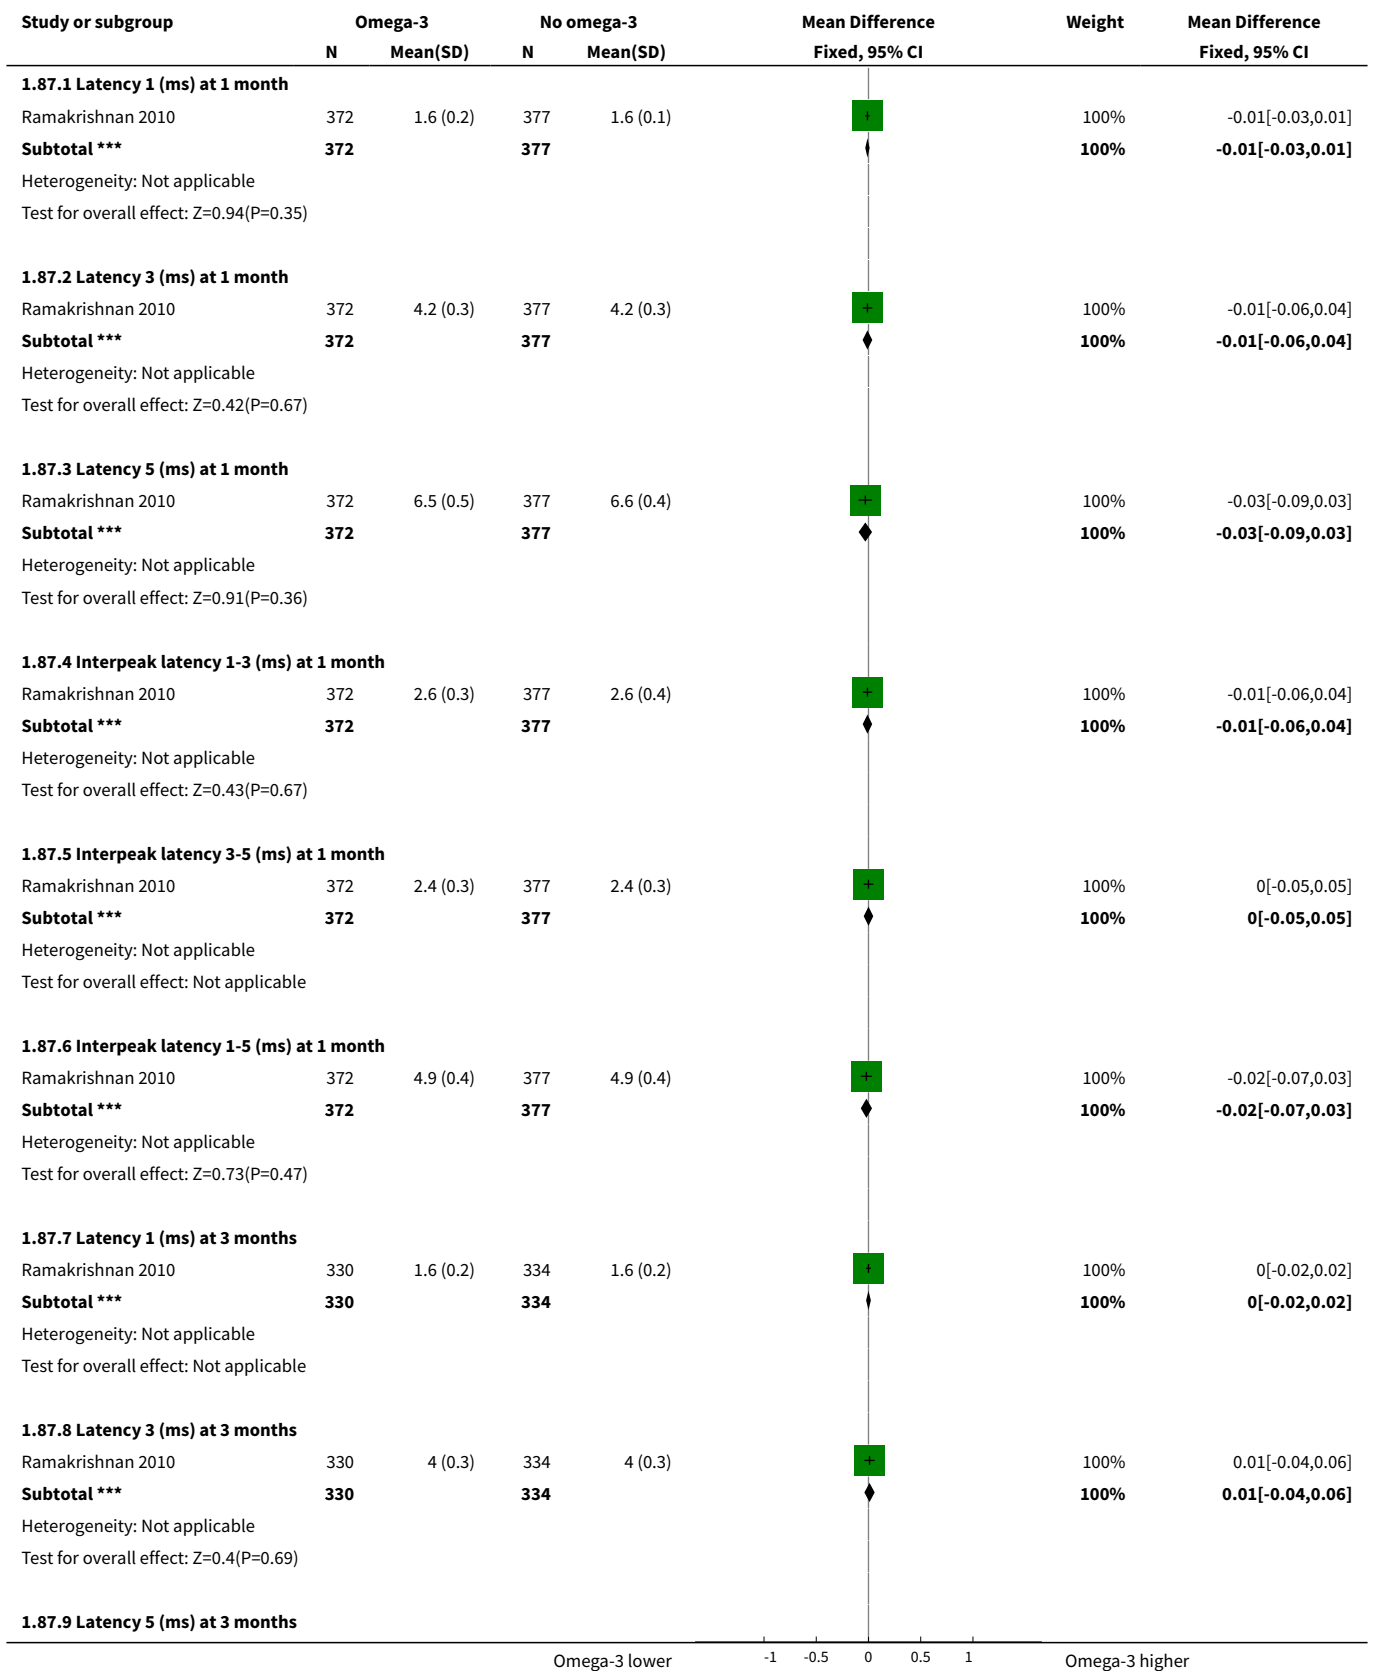 Study or subgroup Omega-3 No omega-3 Mean Difference Weight Mean Difference
N Mean(SD) N Mean(SD) Fixed, 95% CI Fixed, 95% CI
1.87.1 Latency 1 (ms) at 1 month
Ramakrishnan 2010 372 1.6 (0.2) 377 1.6 (0.1) 100% -0.01[-0.03,0.01]
Subtotal *** 372 377 100% -0.01[-0.03,0.01]
Heterogeneity: Not applicable
Test for overall effect: Z=0.94(P=0.35)
1.87.2 Latency 3 (ms) at 1 month
Ramakrishnan 2010 372 4.2 (0.3) 377 4.2 (0.3) 100% -0.01[-0.06,0.04]
Subtotal *** 372 377 100% -0.01[-0.06,0.04]
Heterogeneity: Not applicable
Test for overall effect: Z=0.42(P=0.67)
1.87.3 Latency 5 (ms) at 1 month
Ramakrishnan 2010 372 6.5 (0.5) 377 6.6 (0.4) 100% -0.03[-0.09,0.03]
Subtotal *** 372 377 100% -0.03[-0.09,0.03]
Heterogeneity: Not applicable
Test for overall effect: Z=0.91(P=0.36)
1.87.4 Interpeak latency 1-3 (ms) at 1 month
Ramakrishnan 2010 372 2.6 (0.3) 377 2.6 (0.4) 100% -0.01[-0.06,0.04]
Subtotal *** 372 377 100% -0.01[-0.06,0.04]
Heterogeneity: Not applicable
Test for overall effect: Z=0.43(P=0.67)
1.87.5 Interpeak latency 3-5 (ms) at 1 month
Ramakrishnan 2010 372 2.4 (0.3) 377 2.4 (0.3) 100% 0[-0.05,0.05]
Subtotal *** 372 377 100% 0[-0.05,0.05]
Heterogeneity: Not applicable
Test for overall effect: Not applicable
1.87.6 Interpeak latency 1-5 (ms) at 1 month
Ramakrishnan 2010 372 4.9 (0.4) 377 4.9 (0.4) 100% -0.02[-0.07,0.03]
Subtotal *** 372 377 100% -0.02[-0.07,0.03]
Heterogeneity: Not applicable
Test for overall effect: Z=0.73(P=0.47)
1.87.7 Latency 1 (ms) at 3 months
Ramakrishnan 2010 330 1.6 (0.2) 334 1.6 (0.2) 100% 0[-0.02,0.02]
Subtotal *** 330 334 100% 0[-0.02,0.02]
Heterogeneity: Not applicable
Test for overall effect: Not applicable
1.87.8 Latency 3 (ms) at 3 months
Ramakrishnan 2010 330 4 (0.3) 334 4 (0.3) 100% 0.01[-0.04,0.06]
Subtotal *** 330 334 100% 0.01[-0.04,0.06]
Heterogeneity: Not applicable
Test for overall effect: Z=0.4(P=0.69)
1.87.9 Latency 5 (ms) at 3 months
Omega-3 lower -1 -0.5 0 0.5 1 Omega-3 higher